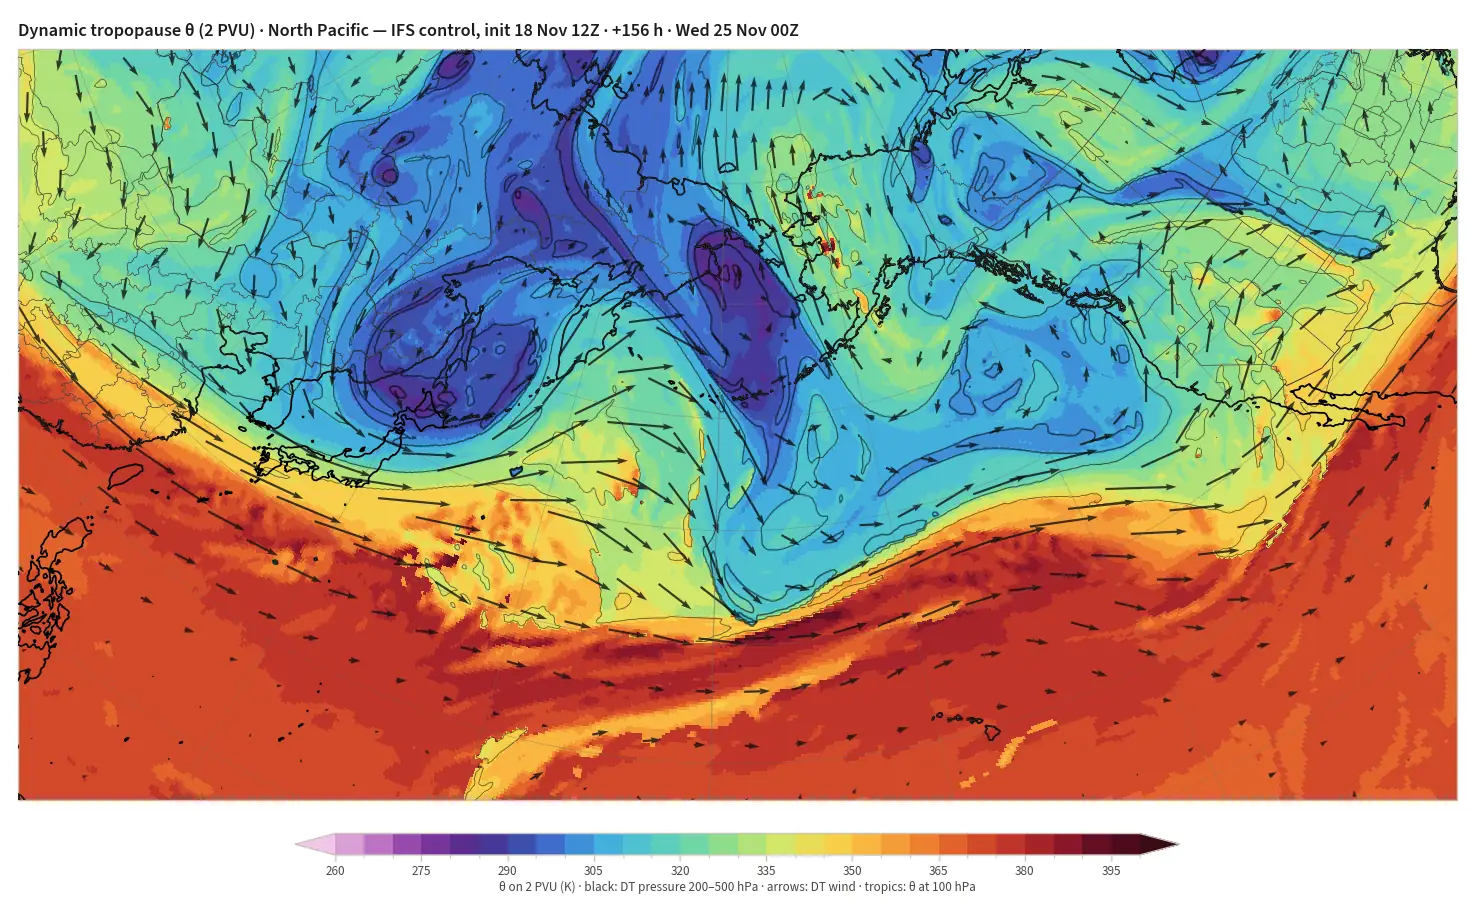 Dynamic tropopause θ (2 PVU) · North Pacific — IFS control, init 18 Nov 12Z · +156 h · Wed 25 Nov 00Z
260 275 290 305 320 335 350 365 380 395
θ on 2 PVU (K) · black: DT pressure 200–500 hPa · arrows: DT wind · tropics: θ at 100 hPa